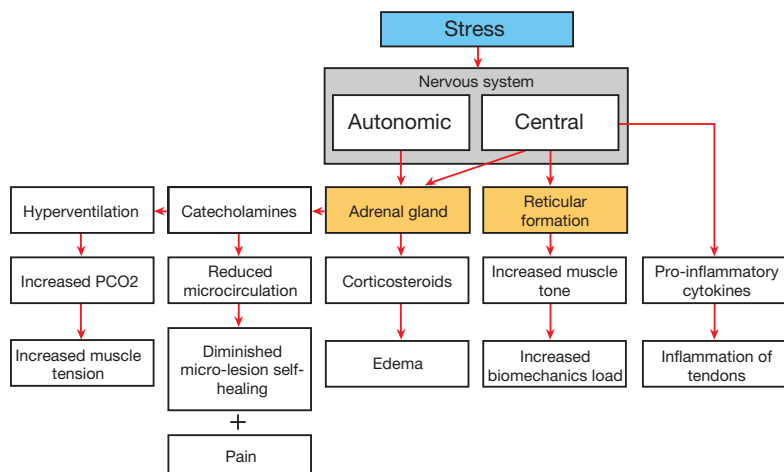 Stress
Nervous system
Autonomic
Central
Hyperventilation
Catecholamines
Adrenal gland
Reticular
formation
Increased PCO2
Reduced
microcirculation
Corticosteroids
Increased muscle
tone
Pro-inflammatory
cytokines
Increased muscle
tension
Diminished
micro-lesion self-
healing
Edema
Increased
biomechanics load
Inflammation of
tendons
+
Pain